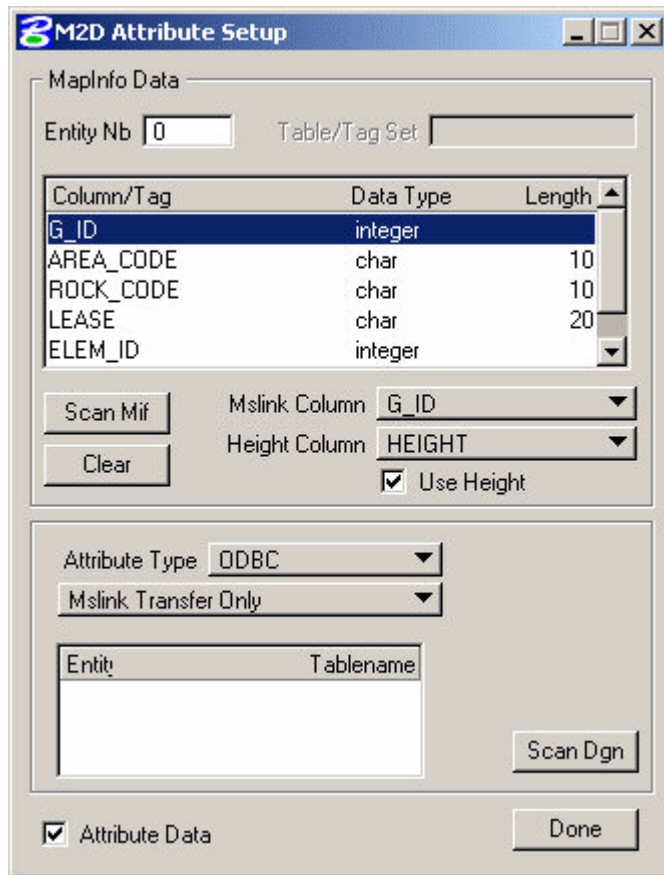 M2D Attribute Setup
MapInfo Data
Entity Nb 0 Table/Tag Set
Column/Tag Data Type Length
G_ID integer
AREA_CODE char 10
ROCK_CODE char 10
LEASE char 20
ELEM_ID integer
Scan Mif Mslink Column G_ID
Height Column HEIGHT
Clear
Use Height
Attribute Type ODBC
Mslink Transfer Only
Entity Tablename
Scan Dgn
Attribute Data Done